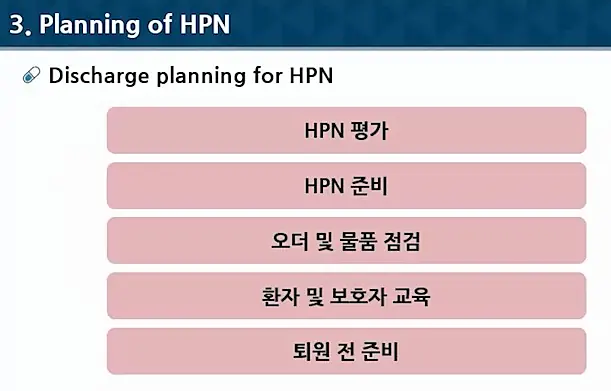 3. Planning of HPN
Discharge planning for HPN
HPN 평가
HPN 준비
오더 및 물품 점검
환자 및 보호자 교육
퇴원 전 준비